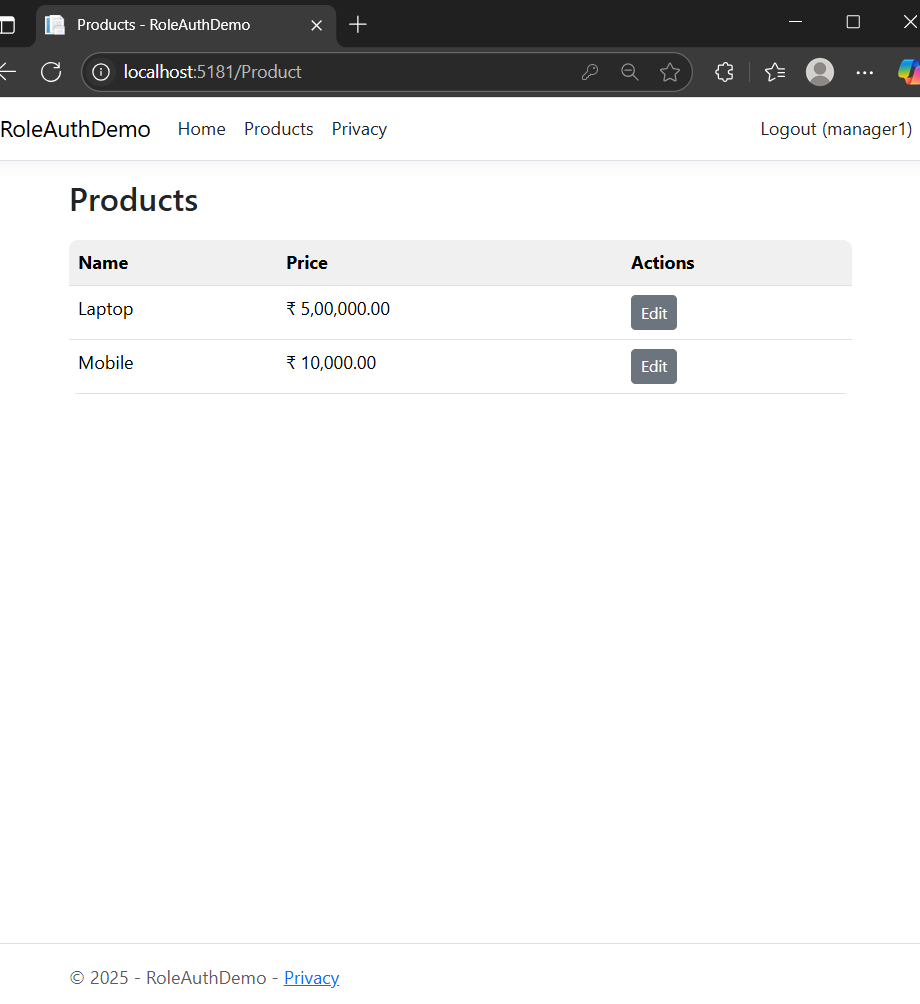 Products - RoleAuthDemo
localhost:5181/Product
RoleAuthDemo Home Products Privacy Logout (manager1)
Products
Name Price Actions
Laptop ₹ 5,00,000.00 Edit
Mobile ₹ 10,000.00 Edit
© 2025 - RoleAuthDemo - Privacy